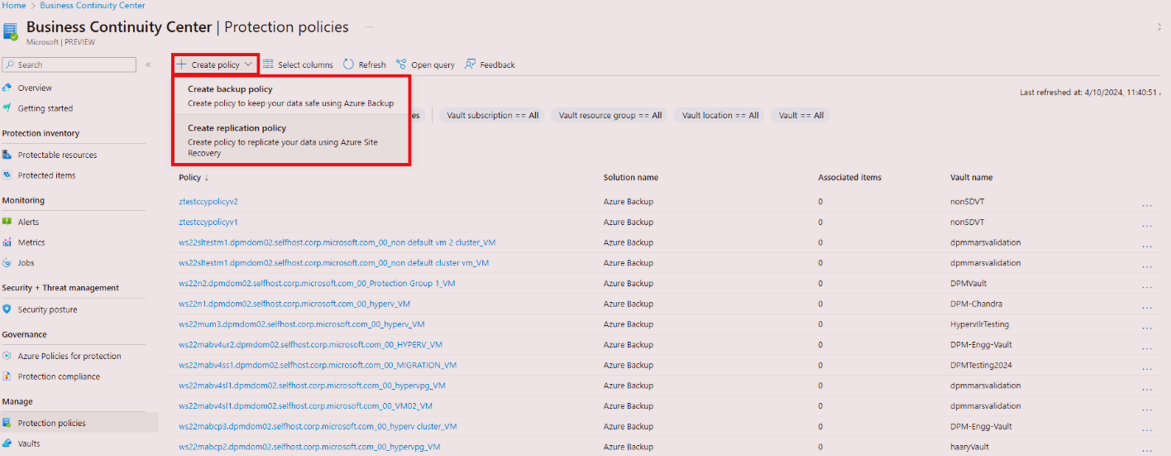 Home > Business Continuity Center
Business Continuity Center | Protection policies ...
Microsoft | PREVIEW
Search
«
Overview
Getting started
Protection inventory
Protectable resources
Protected items
Monitoring
Alerts
Metrics
Jobs
Security + Threat management
Security posture
Governance
Azure Policies for protection
Protection compliance
Manage
Protection policies
Vaults
+ Create policy Select columns Refresh Open query Feedback
Create backup policy
Create policy to keep your data safe using Azure Backup
Create replication policy
Create policy to replicate your data using Azure Site
Recovery
Last refreshed at: 4/10/2024, 11:40:51
es Vault subscription == All Vault resource group == All Vault location == All Vault == All
Policy ↓ Solution name Associated items Vault name
ztestccypolicyv2 Azure Backup 0 nonSDVT ...
ztestccypolicyv1 Azure Backup 0 nonSDVT ...
ws22sltestm1.dpmdom02.selfhost.corp.microsoft.com_00_non default vm 2 cluster_VM Azure Backup 0 dpmmarsvalidation ...
ws22sltestm1.dpmdom02.selfhost.corp.microsoft.com_00_non default cluster vm_VM Azure Backup 0 dpmmarsvalidation ...
ws22n2.dpmdom02.selfhost.corp.microsoft.com_00_Protection Group 1_VM Azure Backup 0 DPMVault ...
ws22n1.dpmdom02.selfhost.corp.microsoft.com_00_hyperv_VM Azure Backup 0 DPM-Chandra ...
ws22mum3.dpmdom02.selfhost.corp.microsoft.com_00_hyperv_VM Azure Backup 0 HypervIlrTesting ...
ws22mabv4ur2.dpmdom02.selfhost.corp.microsoft.com_00_HYPERV_VM Azure Backup 0 DPM-Engg-Vault ...
ws22mabv4ss1.dpmdom02.selfhost.corp.microsoft.com_00_MIGRATION_VM Azure Backup 0 DPMTesting2024 ...
ws22mabv4sl1.dpmdom02.selfhost.corp.microsoft.com_00_hypervpg_VM Azure Backup 0 dpmmarsvalidation ...
ws22mabv4sl1.dpmdom02.selfhost.corp.microsoft.com_00_VM02_VM Azure Backup 0 dpmmarsvalidation ...
ws22mabcp3.dpmdom02.selfhost.corp.microsoft.com_00_hyperv cluster_VM Azure Backup 0 DPM-Engg-Vault ...
ws22mabcp2.dpmdom02.selfhost.corp.microsoft.com_00_hypervpg_VM Azure Backup 0 haaryVault ...